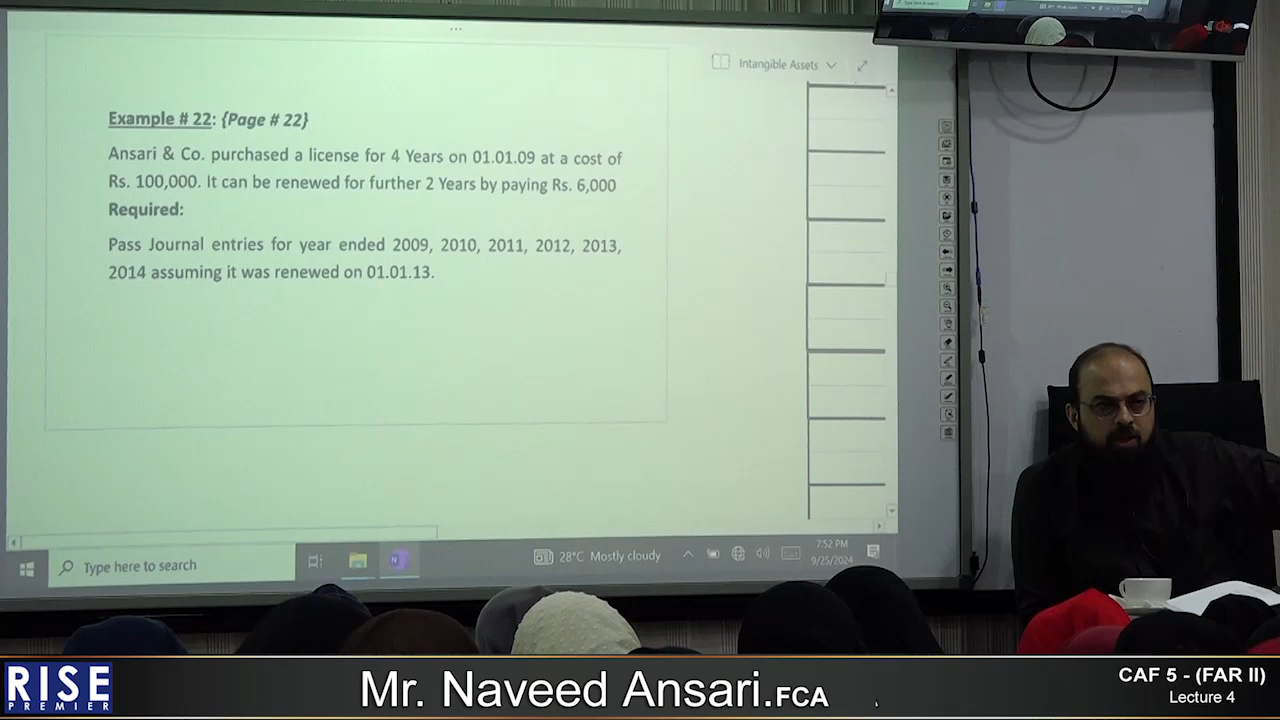 Intangible Assets
Example # 22: {Page # 22}
Ansari & Co. purchased a license for 4 Years on 01.01.09 at a cost of
Rs. 100,000. It can be renewed for further 2 Years by paying Rs. 6,000
Required:
Pass Journal entries for year ended 2009, 2010, 2011, 2012, 2013,
2014 assuming it was renewed on 01.01.13.
Type here to search
28°C Mostly cloudy
7:52 PM
9/25/2024
RISE
PREMIER
Mr. Naveed Ansari.FCA
CAF 5 - (FAR II)
Lecture 4